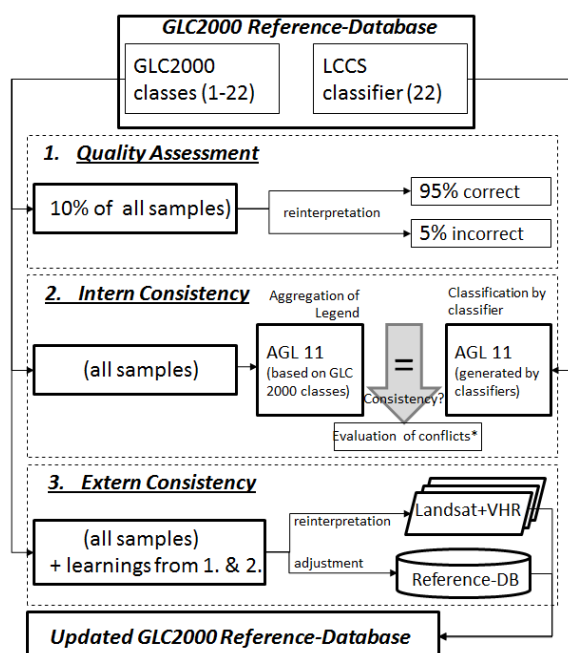 GLC2000 Reference-Database
GLC2000
classes (1-22)
LCCS
classifier (22)
1. Quality Assessment
10% of all samples)
reinterpretation
95% correct
5% incorrect
2. Intern Consistency
Aggregation of
Legend
Classification by
classifier
(all samples)
AGL 11
(based on GLC
2000 classes)
=
Consistency?
AGL 11
(generated by
classifiers)
Evaluation of conflicts*
3. Extern Consistency
(all samples)
+ learnings from 1. & 2.
reinterpretation
Landsat+VHR
adjustment
Reference-DB
Updated GLC2000 Reference-Database